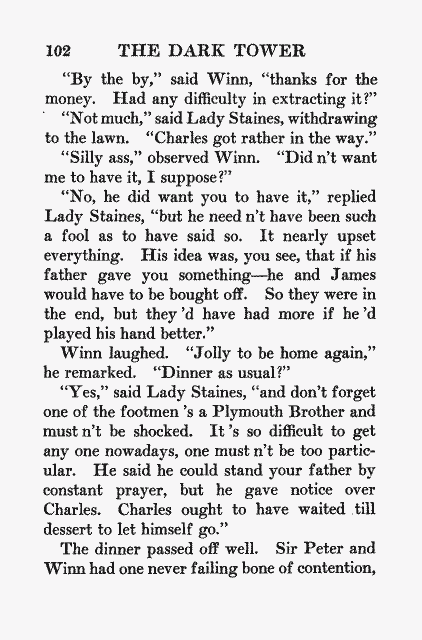 102 THE DARK TOWER
"By the by," said Winn, "thanks for the
money. Had any difficulty in extracting it?"
"Not much," said Lady Staines, withdrawing
to the lawn. "Charles got rather in the way."
"Silly ass," observed Winn. "Did n't want
me to have it, I suppose?"
"No, he did want you to have it," replied
Lady Staines, "but he need n't have been such
a fool as to have said so. It nearly upset
everything. His idea was, you see, that if his
father gave you something—he and James
would have to be bought off. So they were in
the end, but they 'd have had more if he 'd
played his hand better."
Winn laughed. "Jolly to be home again,"
he remarked. "Dinner as usual?"
"Yes," said Lady Staines, "and don't forget
one of the footmen 's a Plymouth Brother and
must n't be shocked. It 's so difficult to get
any one nowadays, one must n't be too partic-
ular. He said he could stand your father by
constant prayer, but he gave notice over
Charles. Charles ought to have waited till
dessert to let himself go."
The dinner passed off well. Sir Peter and
Winn had one never failing bone of contention,